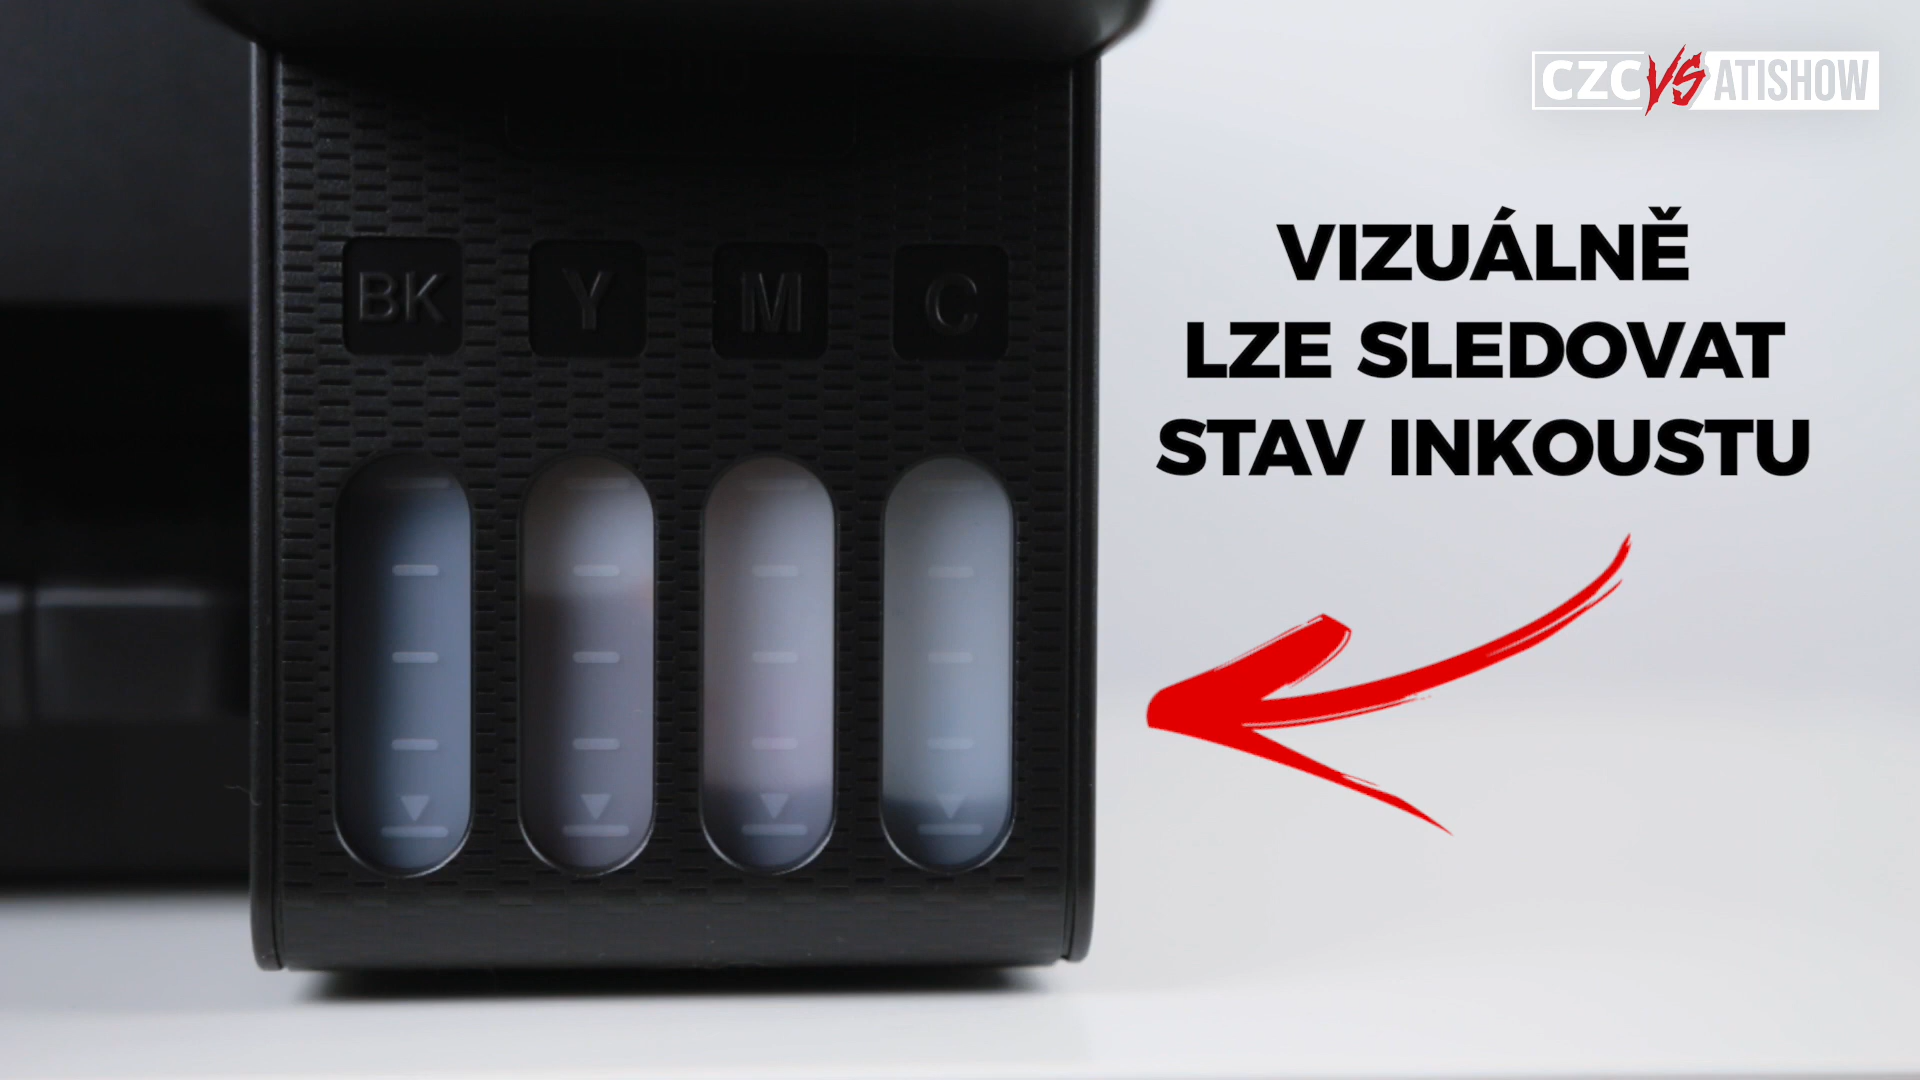 CZC VS ATISHOW
BK Y M C
VIZUÁLNĚ
LZE SLEDOVAT
STAV INKOUSTU